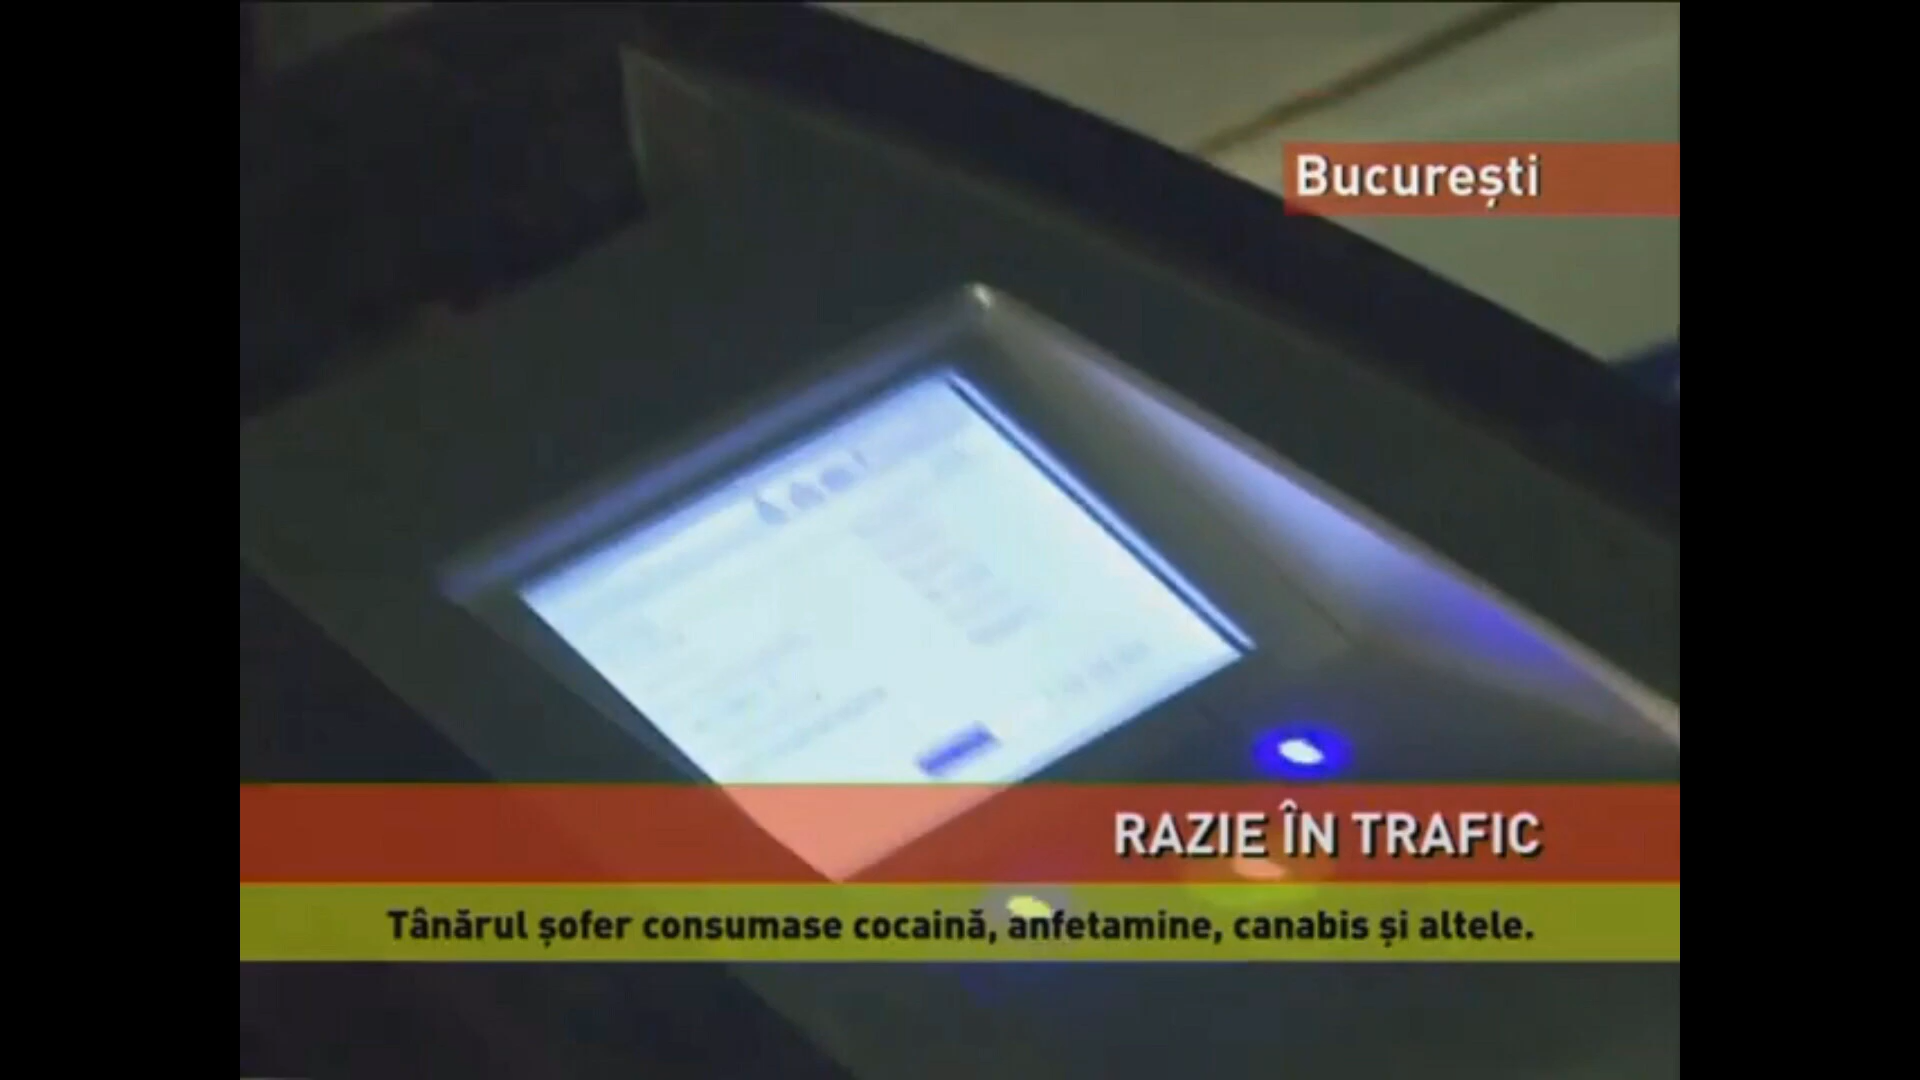 București
RAZIE ÎN TRAFIC
Tânărul șofer consumase cocaină, anfetamine, canabis și altele.